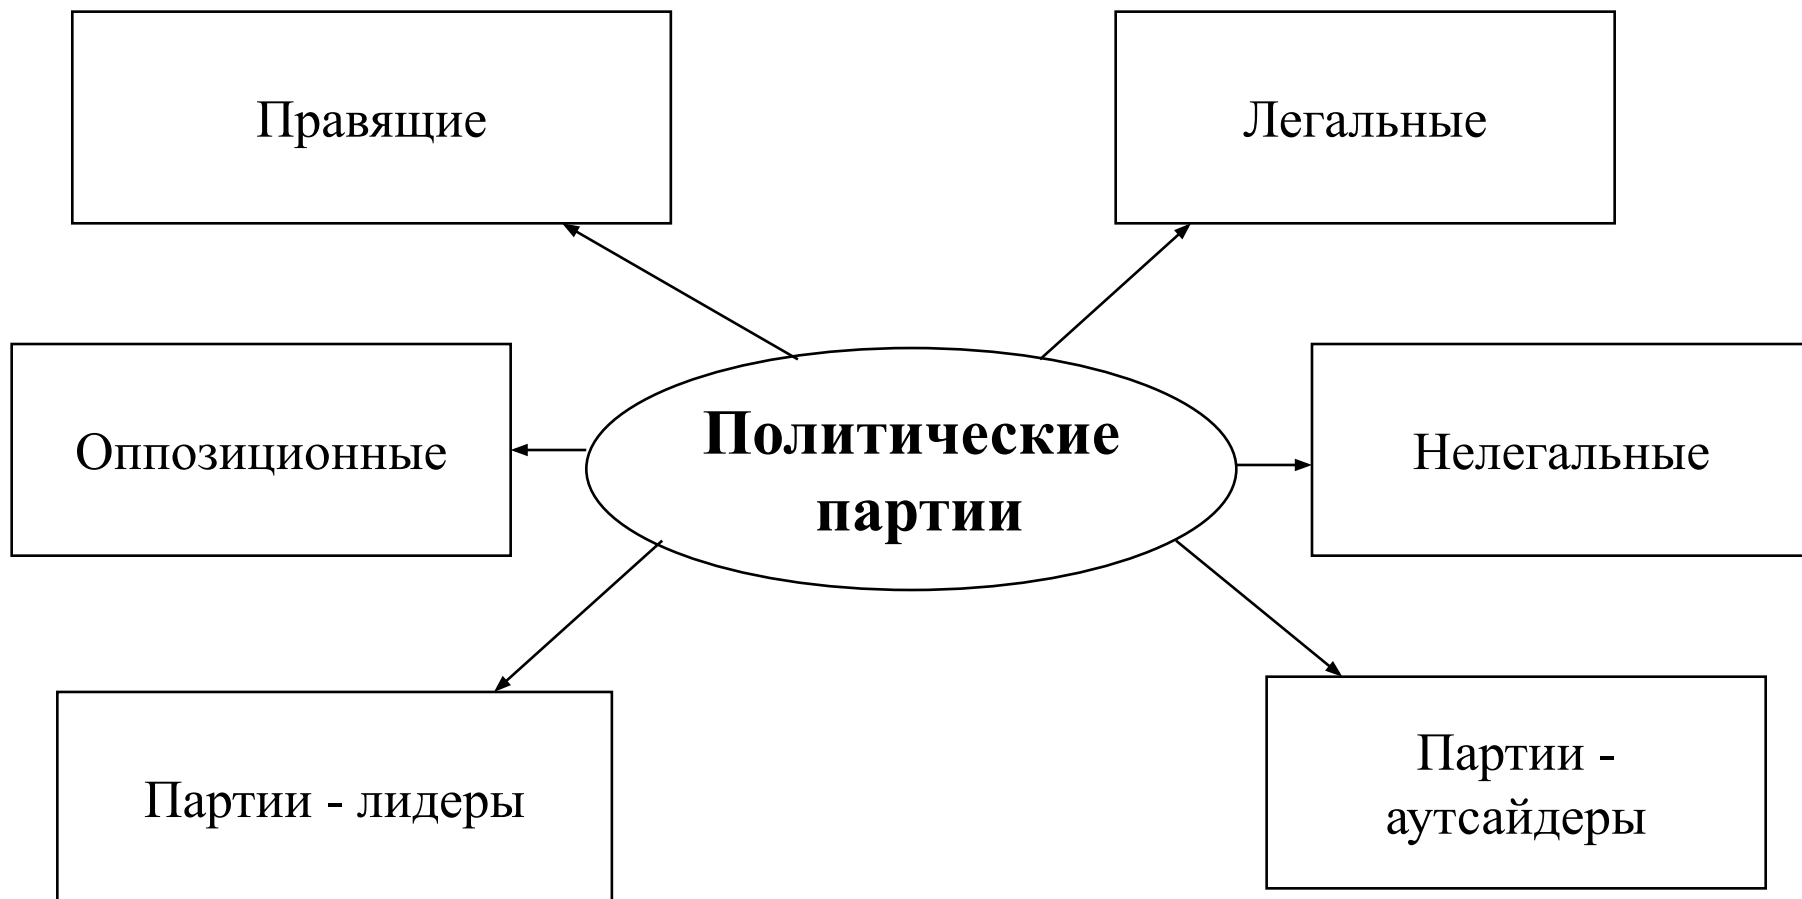 Правящие
Легальные
Оппозиционные
Политические
партии
Нелегальные
Партии - лидеры
Партии -
аутсайдеры